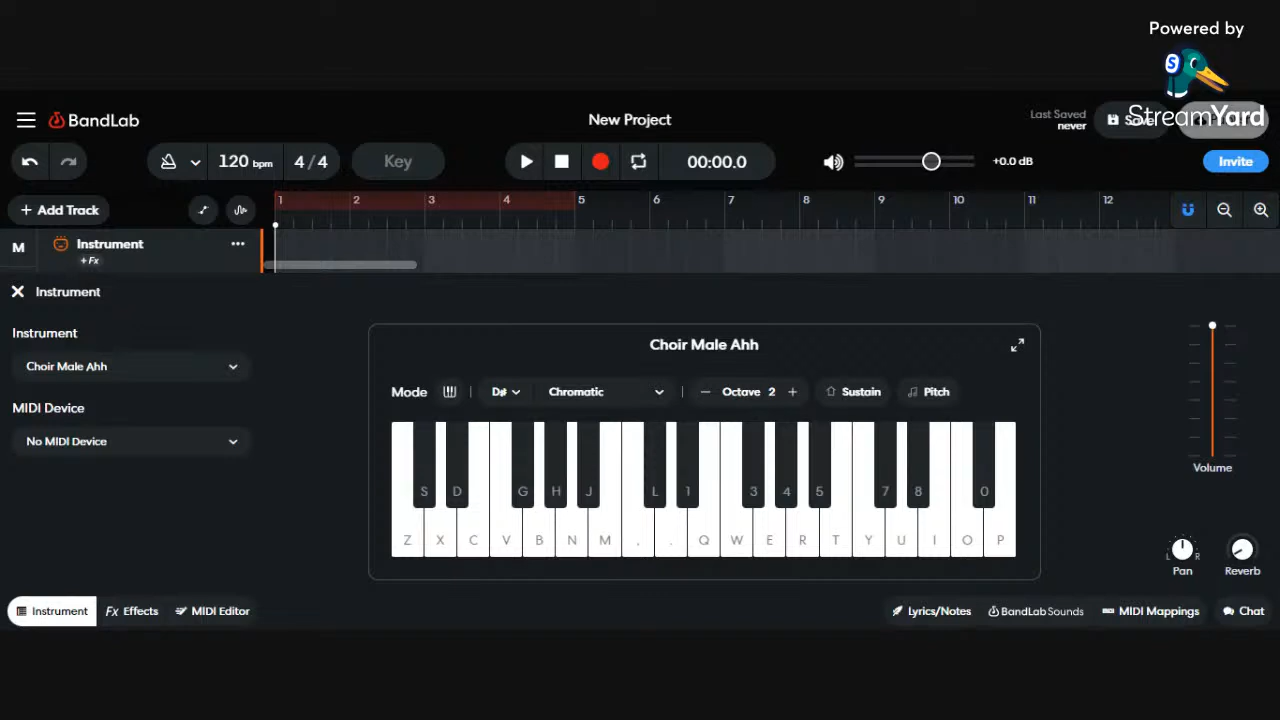 Powered by
StreamYard
BandLab
New Project
Last Saved
never
Save
120 bpm
4 / 4
Key
00:00.0
+0.0 dB
Invite
+ Add Track
1 2 3 4 5 6 7 8 9 10 11 12
M
Instrument
+ Fx
Instrument
Instrument
Choir Male Ahh
MIDI Device
No MIDI Device
Choir Male Ahh
Mode
D#
Chromatic
Octave 2
Sustain
Pitch
S D G H J L 1 3 4 5 7 8 0
Z X C V B N M , . Q W E R T Y U I O P
Volume
L R
Pan
Reverb
Instrument
Fx Effects
MIDI Editor
Lyrics/Notes
BandLab Sounds
MIDI Mappings
Chat